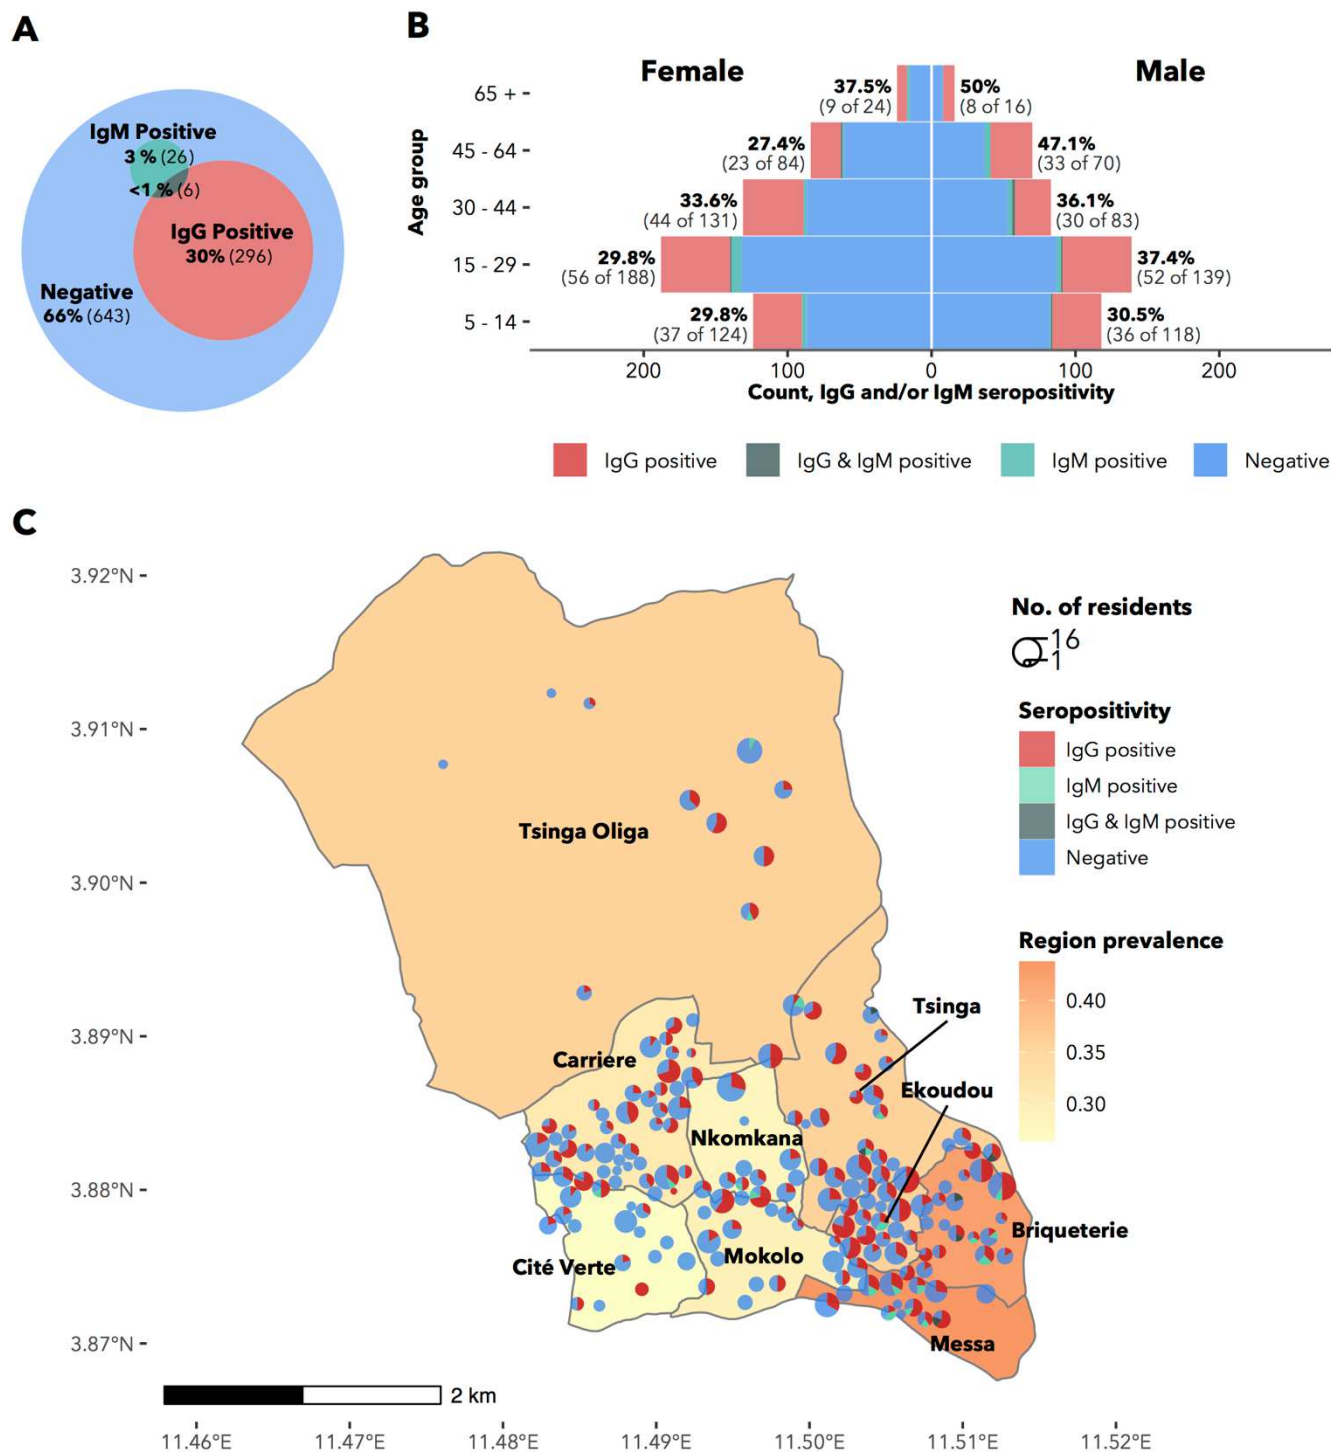 A
IgM Positive
3 % (26)
<1 % (6)
IgG Positive
30% (296)
Negative
66% (643)
B
Female
Male
Age group
65 +
45 - 64
30 - 44
15 - 29
5 - 14
37.5%
(9 of 24)
50%
(8 of 16)
27.4%
(23 of 84)
47.1%
(33 of 70)
33.6%
(44 of 131)
36.1%
(30 of 83)
29.8%
(56 of 188)
37.4%
(52 of 139)
29.8%
(37 of 124)
30.5%
(36 of 118)
200 100 0 100 200
Count, IgG and/or IgM seropositivity
IgG positive IgG & IgM positive IgM positive Negative
C
3.92°N
3.91°N
3.90°N
3.89°N
3.88°N
3.87°N
Tsinga Oliga
Tsinga
Carriere
Ekoudou
Nkomkana
Briqueterie
Mokolo
Cité Verte
Messa
No. of residents
16
1
Seropositivity
IgG positive
IgM positive
IgG & IgM positive
Negative
Region prevalence
0.40
0.35
0.30
2 km
11.46°E 11.47°E 11.48°E 11.49°E 11.50°E 11.51°E 11.52°E